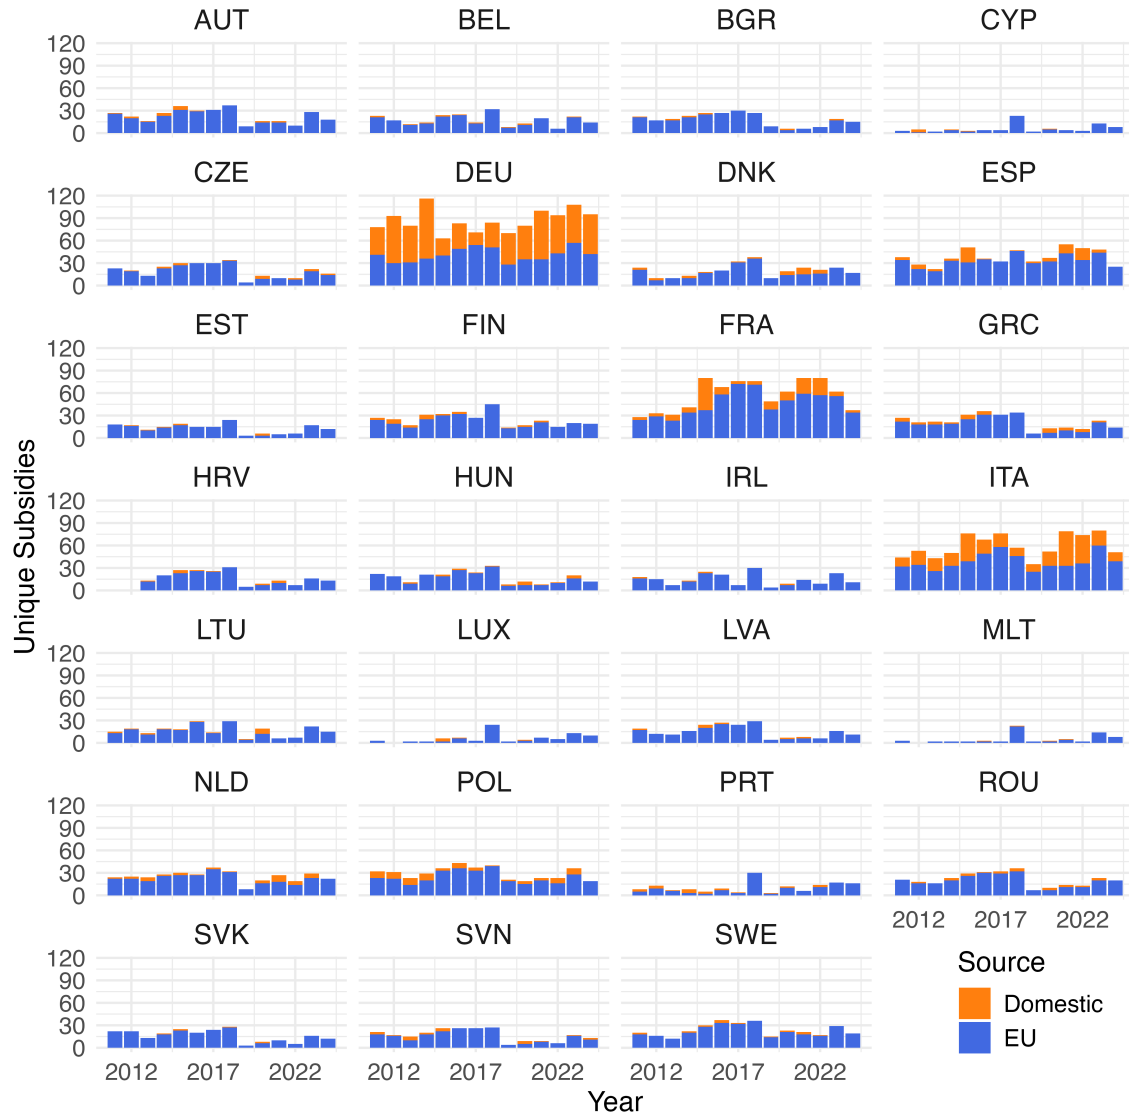 AUT BEL BGR CYP
120
90
60
30
0
CZE DEU DNK ESP
120
90
60
30
0
EST FIN FRA GRC
120
90
60
30
0
HRV HUN IRL ITA
120
90
60
30
0
LTU LUX LVA MLT
120
90
60
30
0
NLD POL PRT ROU
120
90
60
30
0
2012 2017 2022
SVK SVN SWE
120
90
60
30
0
2012 2017 2022 2012 2017 2022 2012 2017 2022
Unique Subsidies
Year
Source
Domestic
EU